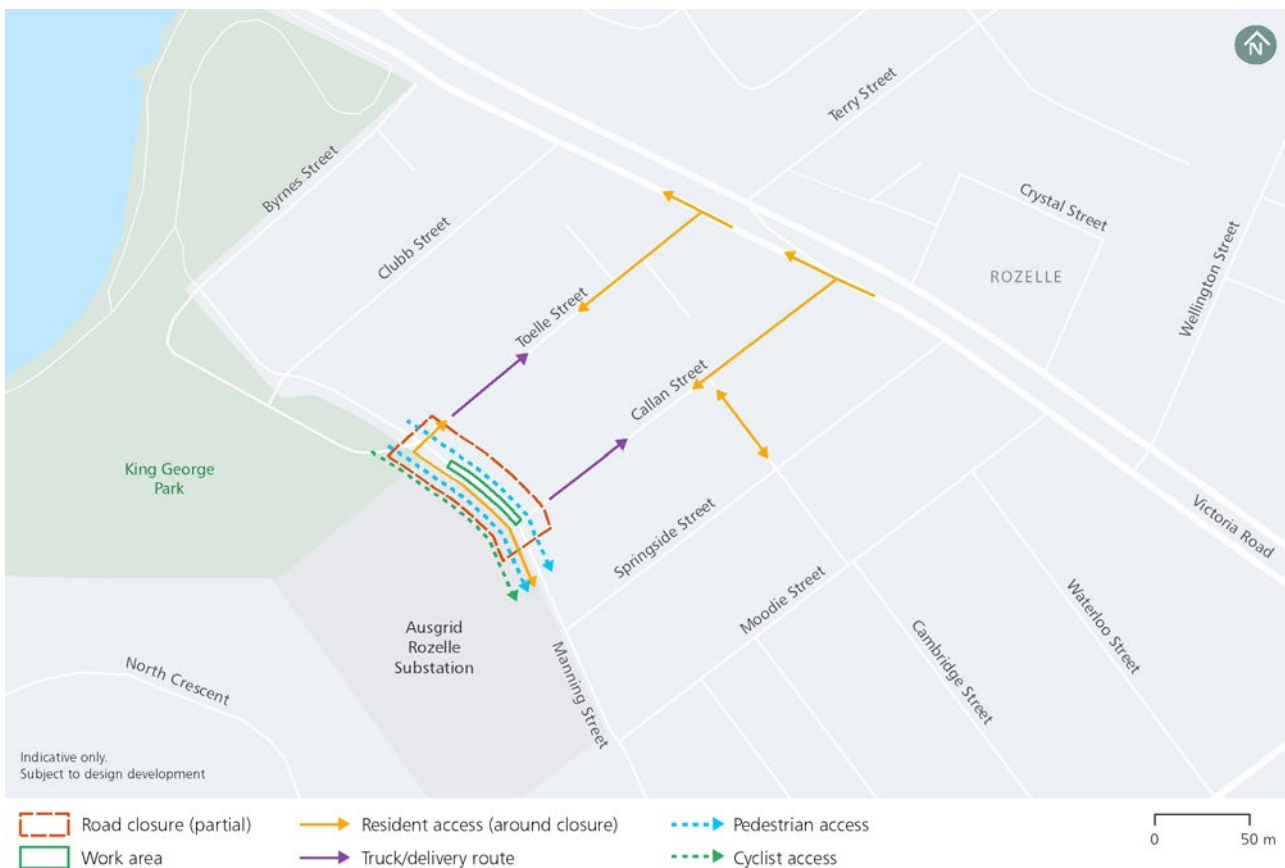 N
Terry Street
Byrnes Street
Crystal Street
Clubb Street
Wellington Street
ROZELLE
Toelle Street
Callan Street
King George
Park
Springside Street
Victoria Road
Moodie Street
Waterloo Street
Ausgrid
Rozelle
Substation
Cambridge Street
Manning Street
North Crescent
Indicative only.
Subject to design development
Road closure (partial)
Resident access (around closure)
Pedestrian access
0 50 m
Work area
Truck/delivery route
Cyclist access